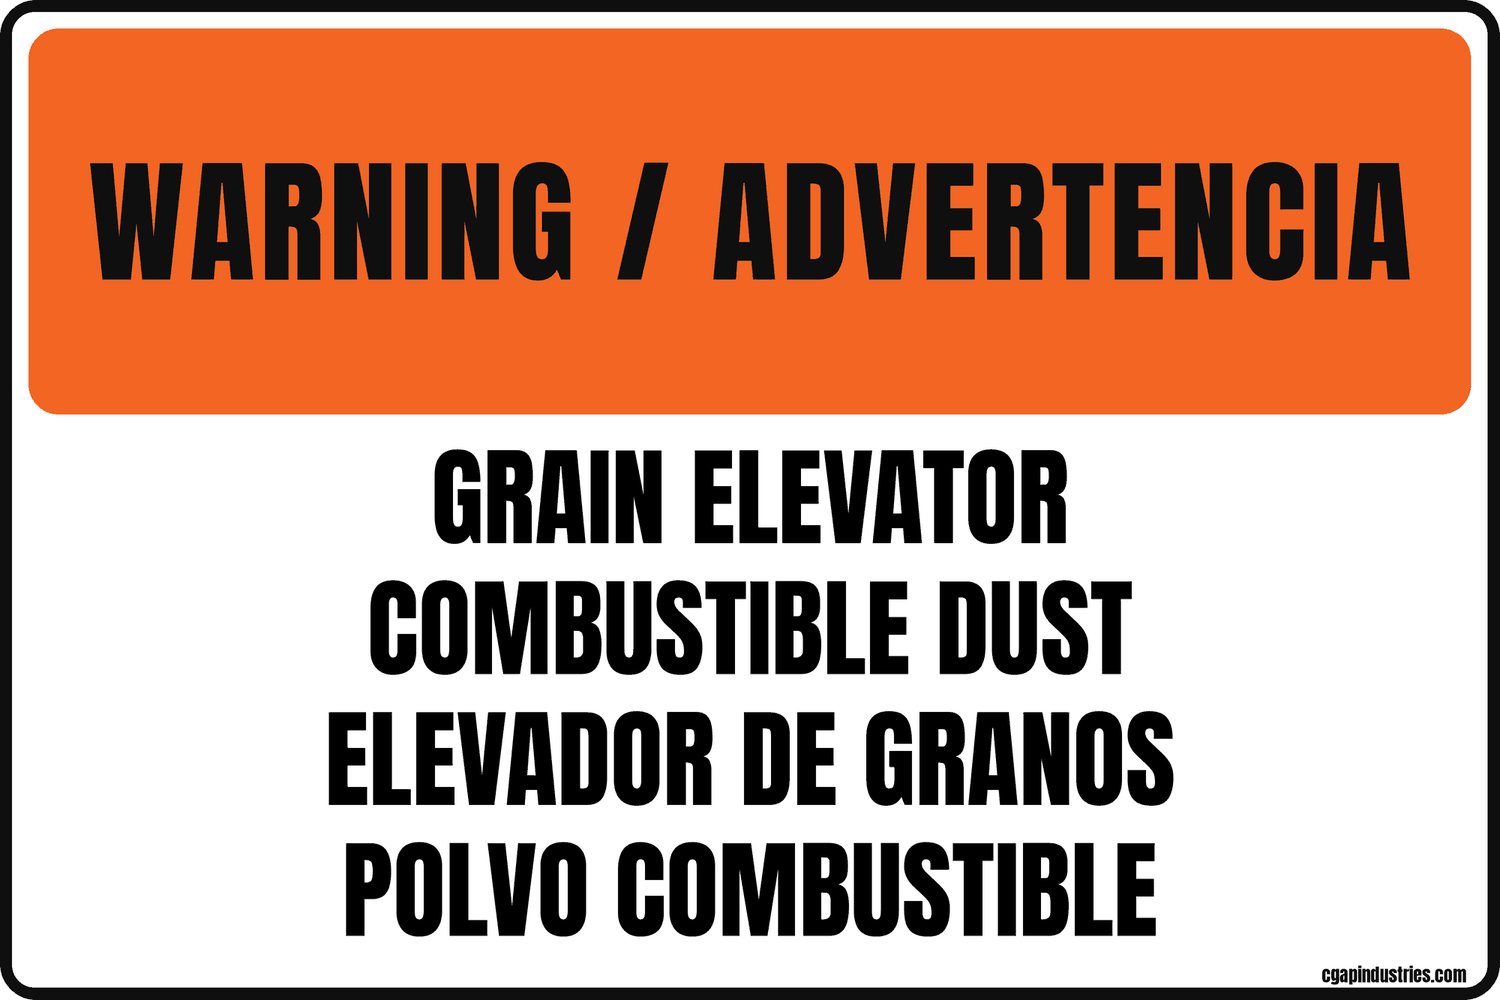 WARNING / ADVERTENCIA
GRAIN ELEVATOR
COMBUSTIBLE DUST
ELEVADOR DE GRANOS
POLVO COMBUSTIBLE
cgapindustries.com